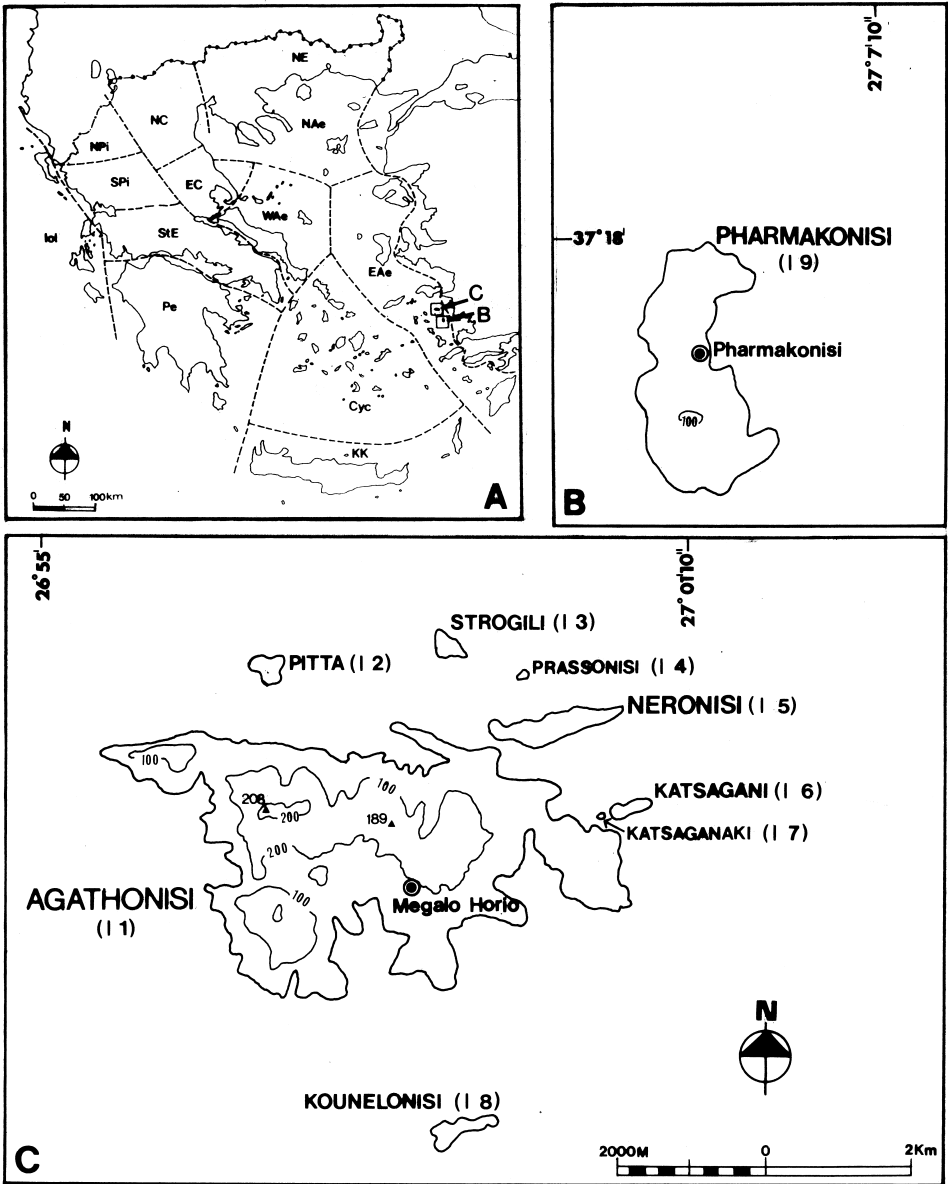 NE
NC
NAe
NPi
SPi
EC
WAe
IoI
StE
EAe
Pe
C
B
Cyc
N
KK
0 50 100km
A
27° 7' 10"
37° 18'
PHARMAKONISI
(I 9)
Pharmakonisi
100
B
26° 55'
27° 01' 10"
STROGILI (I 3)
PITTA (I 2)
PRASSONISI (I 4)
NERONISI (I 5)
100
100
KATSAGANI (I 6)
208
200
189
KATSAGANAKI (I 7)
200
100
AGATHONISI
(I 1)
Megalo Horio
N
KOUNELONISI (I 8)
2000M 0 2Km
C